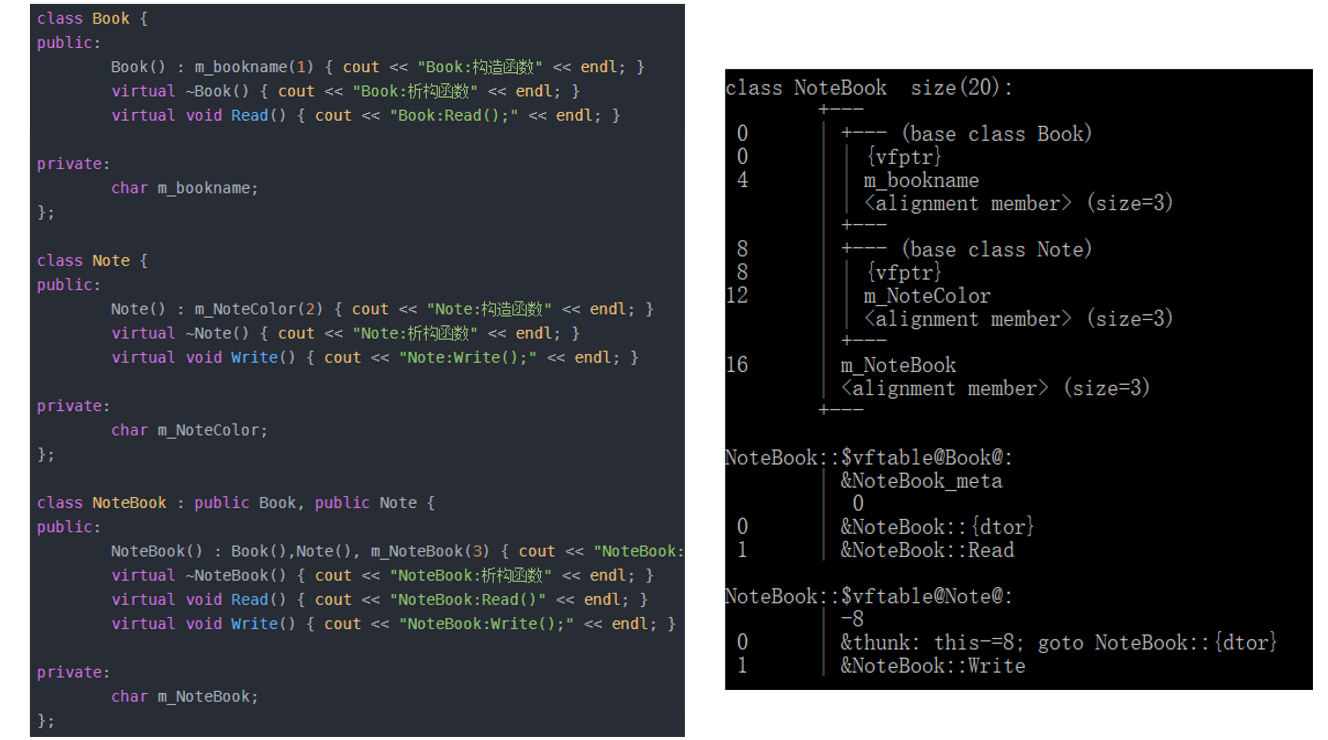 class Book {
public:
Book() : m_bookname(1) { cout << "Book:构造函数" << endl; }
virtual ~Book() { cout << "Book:析构函数" << endl; }
virtual void Read() { cout << "Book:Read();" << endl; }
private:
char m_bookname;
};
class Note {
public:
Note() : m_NoteColor(2) { cout << "Note:构造函数" << endl; }
virtual ~Note() { cout << "Note:析构函数" << endl; }
virtual void Write() { cout << "Note:Write();" << endl; }
private:
char m_NoteColor;
};
class NoteBook : public Book, public Note {
public:
NoteBook() : Book(),Note(), m_NoteBook(3) { cout << "NoteBook:
virtual ~NoteBook() { cout << "NoteBook:析构函数" << endl; }
virtual void Read() { cout << "NoteBook:Read()" << endl; }
virtual void Write() { cout << "NoteBook:Write();" << endl; }
private:
char m_NoteBook;
};
class NoteBook size(20):
+---
0 | +--- (base class Book)
0 | | {vfptr}
4 | | m_bookname
| | <alignment member> (size=3)
| +---
8 | +--- (base class Note)
8 | | {vfptr}
12 | | m_NoteColor
| | <alignment member> (size=3)
| +---
16 | m_NoteBook
| <alignment member> (size=3)
+---
NoteBook::$vftable@Book@:
| &NoteBook_meta
| 0
0 | &NoteBook::{dtor}
1 | &NoteBook::Read
NoteBook::$vftable@Note@:
| -8
0 | &thunk: this-=8; goto NoteBook::{dtor}
1 | &NoteBook::Write